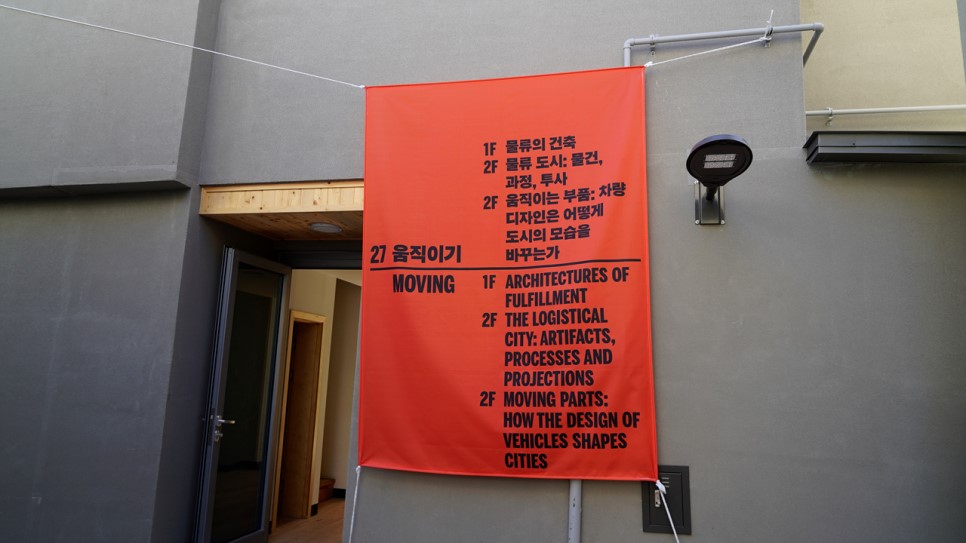 1F 물류의 건축
2F 물류 도시: 물건,
과정, 투사
2F 움직이는 부품: 차량
디자인은 어떻게
도시의 모습을
바꾸는가
27 움직이기
MOVING
1F ARCHITECTURES OF
FULFILLMENT
2F THE LOGISTICAL
CITY: ARTIFACTS,
PROCESSES AND
PROJECTIONS
2F MOVING PARTS:
HOW THE DESIGN OF
VEHICLES SHAPES
CITIES